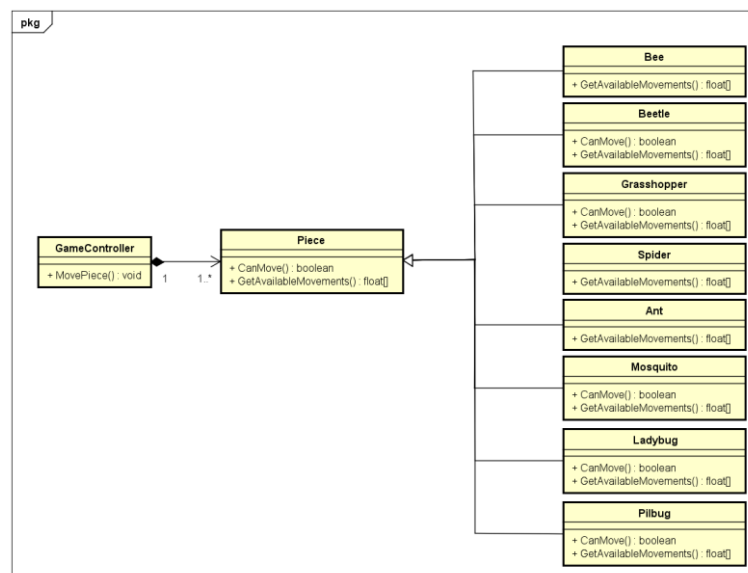 pkg
Bee
+ GetAvailableMovements() : float[]
Beetle
+ CanMove() : boolean
+ GetAvailableMovements() : float[]
Grasshopper
+ CanMove() : boolean
+ GetAvailableMovements() : float[]
GameController
+ MovePiece() : void
1
1..*
Piece
+ CanMove() : boolean
+ GetAvailableMovements() : float[]
Spider
+ GetAvailableMovements() : float[]
Ant
+ GetAvailableMovements() : float[]
Mosquito
+ CanMove() : boolean
+ GetAvailableMovements() : float[]
Ladybug
+ CanMove() : boolean
+ GetAvailableMovements() : float[]
Pilbug
+ CanMove() : boolean
+ GetAvailableMovements() : float[]